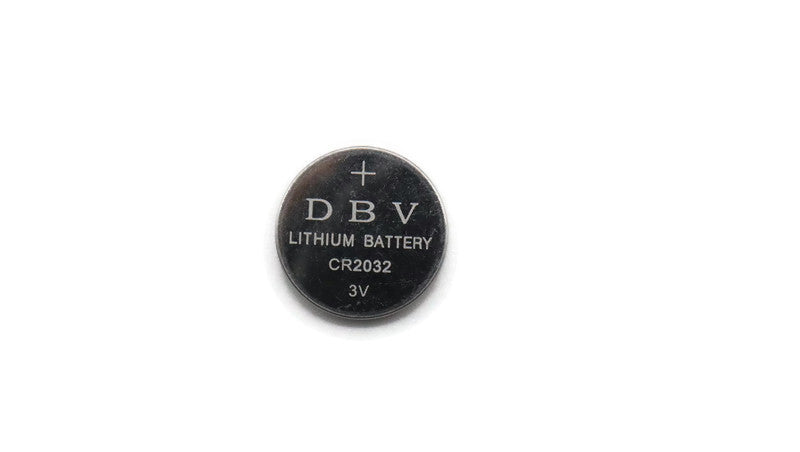 +
DBV
LITHIUM BATTERY
CR2032
3V